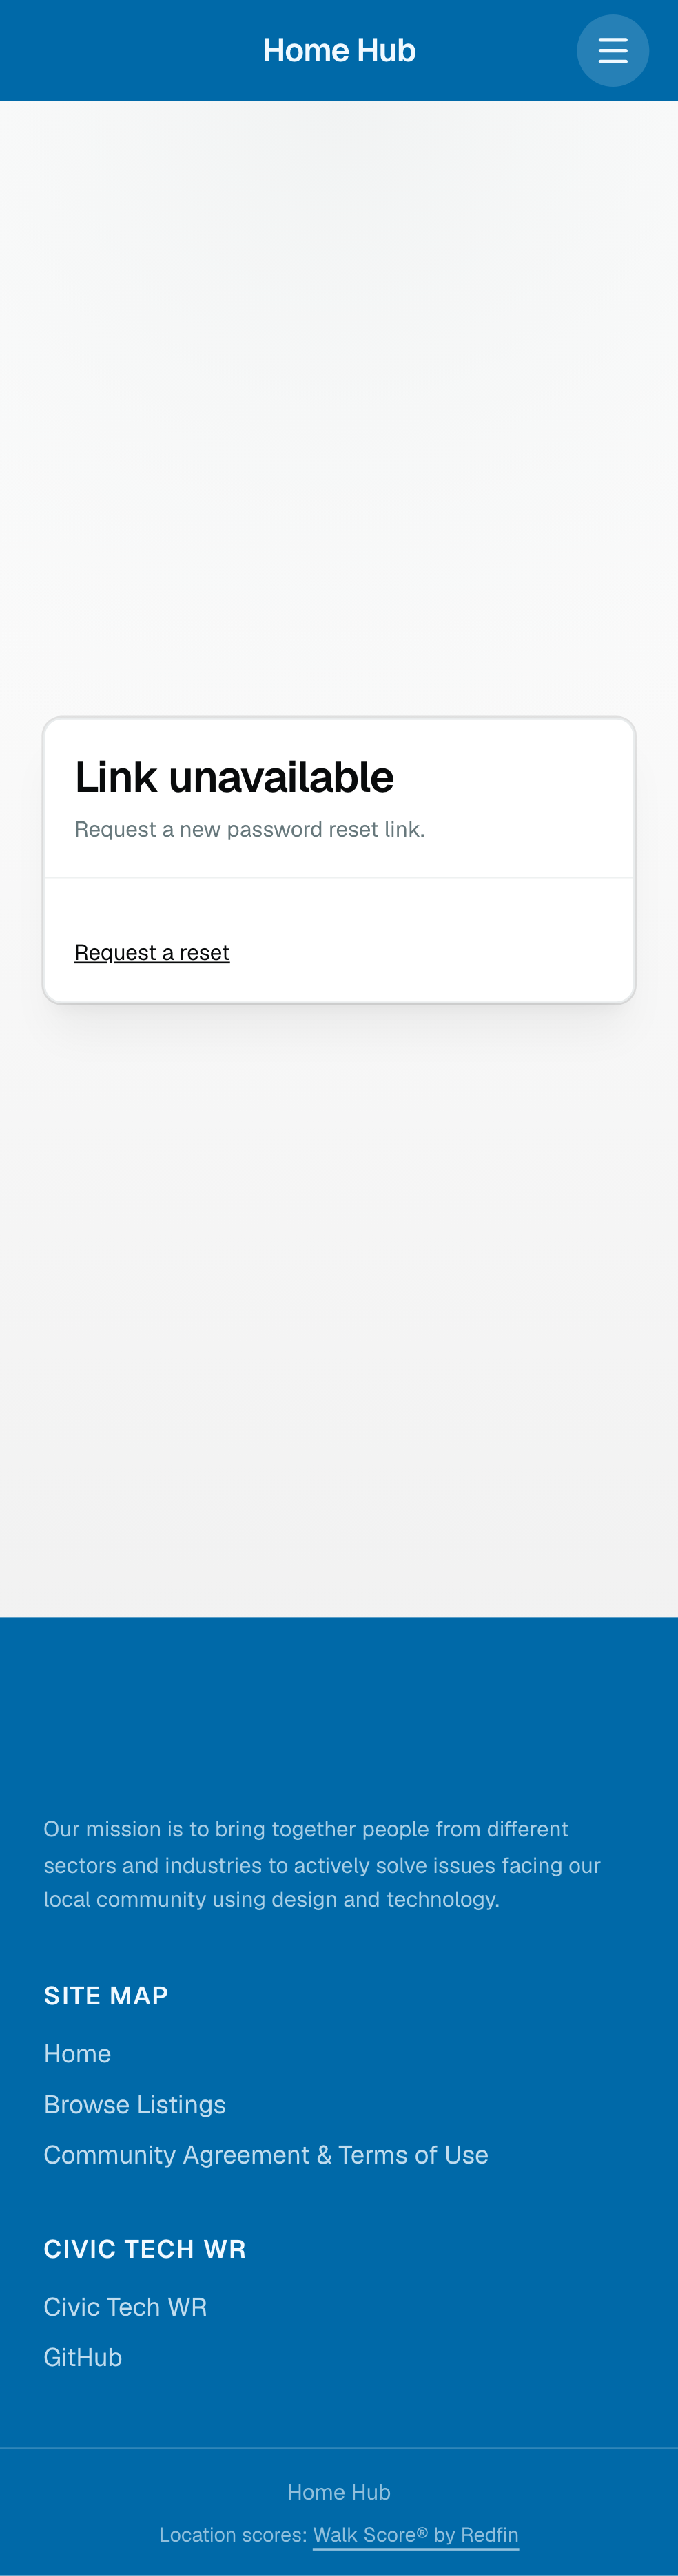 Home Hub
Link unavailable
Request a new password reset link.
Request a reset
Our mission is to bring together people from different
sectors and industries to actively solve issues facing our
local community using design and technology.
SITE MAP
Home
Browse Listings
Community Agreement & Terms of Use
CIVIC TECH WR
Civic Tech WR
GitHub
Home Hub
Location scores: Walk Score® by Redfin